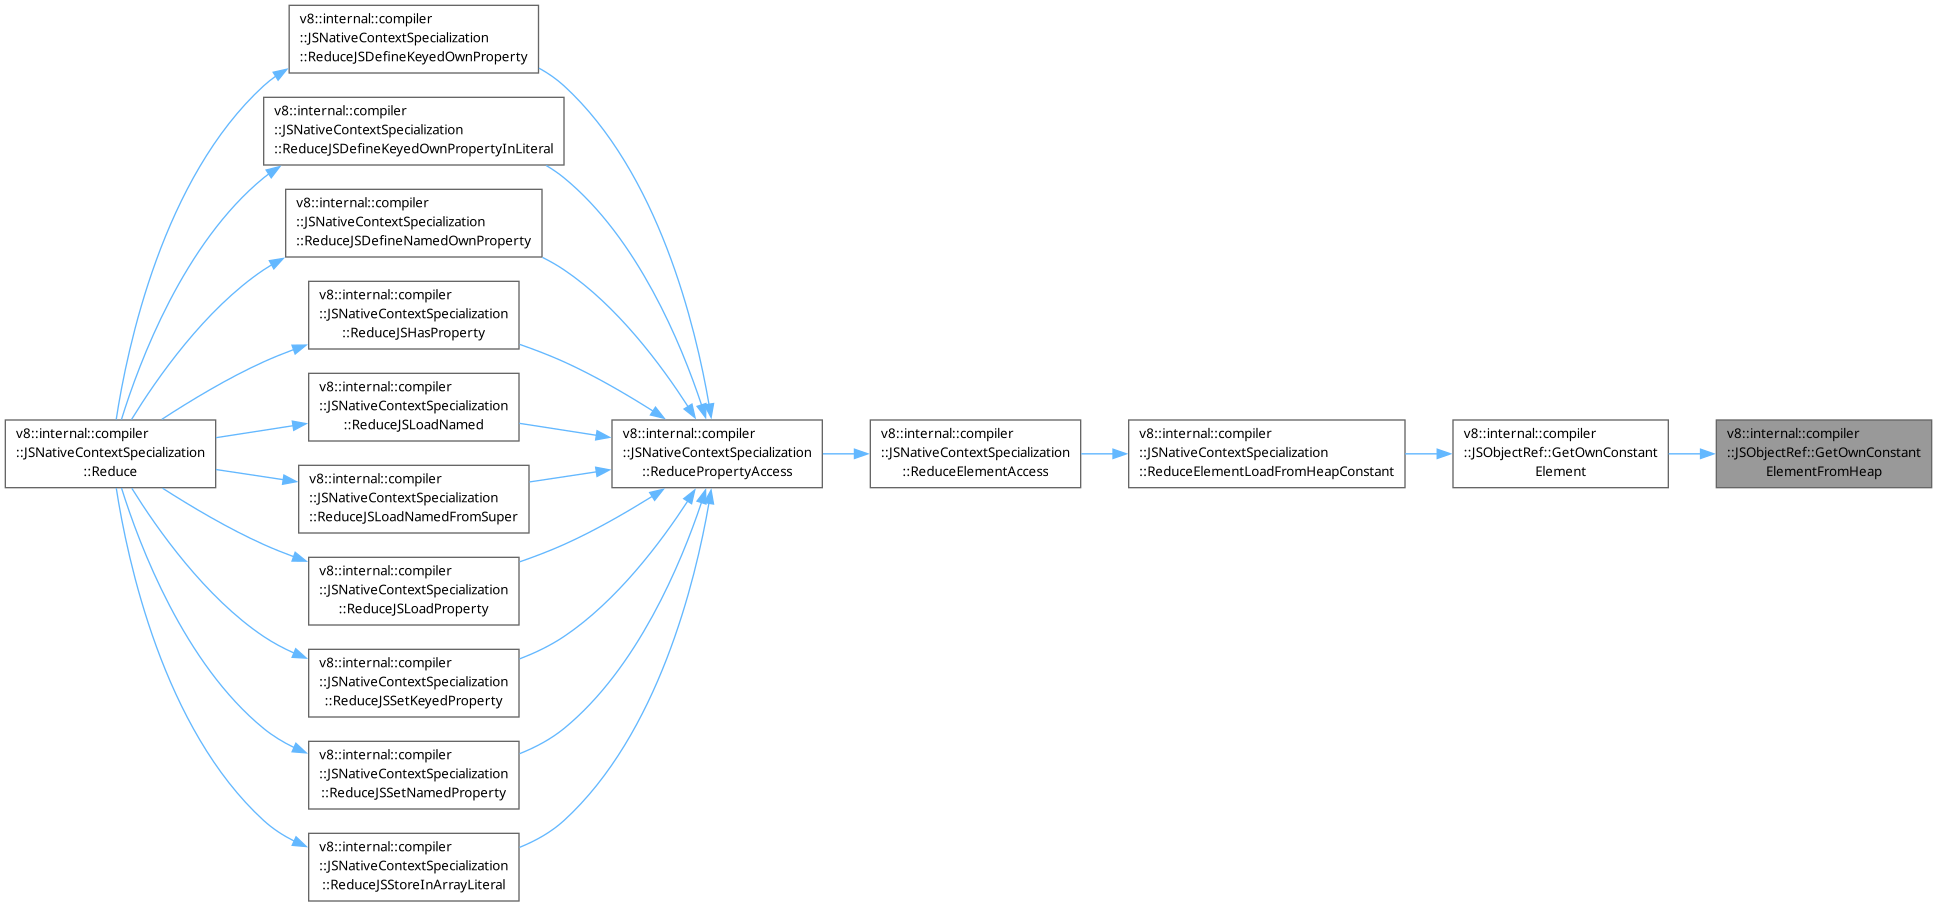 v8::internal::compiler
::JSNativeContextSpecialization
::ReduceJSDefineKeyedOwnProperty
v8::internal::compiler
::JSNativeContextSpecialization
::ReduceJSDefineKeyedOwnPropertyInLiteral
v8::internal::compiler
::JSNativeContextSpecialization
::ReduceJSDefineNamedOwnProperty
v8::internal::compiler
::JSNativeContextSpecialization
::ReduceJSHasProperty
v8::internal::compiler
::JSNativeContextSpecialization
::ReduceJSLoadNamed
v8::internal::compiler
::JSNativeContextSpecialization
::Reduce
v8::internal::compiler
::JSNativeContextSpecialization
::ReducePropertyAccess
v8::internal::compiler
::JSNativeContextSpecialization
::ReduceElementAccess
v8::internal::compiler
::JSNativeContextSpecialization
::ReduceElementLoadFromHeapConstant
v8::internal::compiler
::JSObjectRef::GetOwnConstant
Element
v8::internal::compiler
::JSObjectRef::GetOwnConstant
ElementFromHeap
v8::internal::compiler
::JSNativeContextSpecialization
::ReduceJSLoadNamedFromSuper
v8::internal::compiler
::JSNativeContextSpecialization
::ReduceJSLoadProperty
v8::internal::compiler
::JSNativeContextSpecialization
::ReduceJSSetKeyedProperty
v8::internal::compiler
::JSNativeContextSpecialization
::ReduceJSSetNamedProperty
v8::internal::compiler
::JSNativeContextSpecialization
::ReduceJSStoreInArrayLiteral